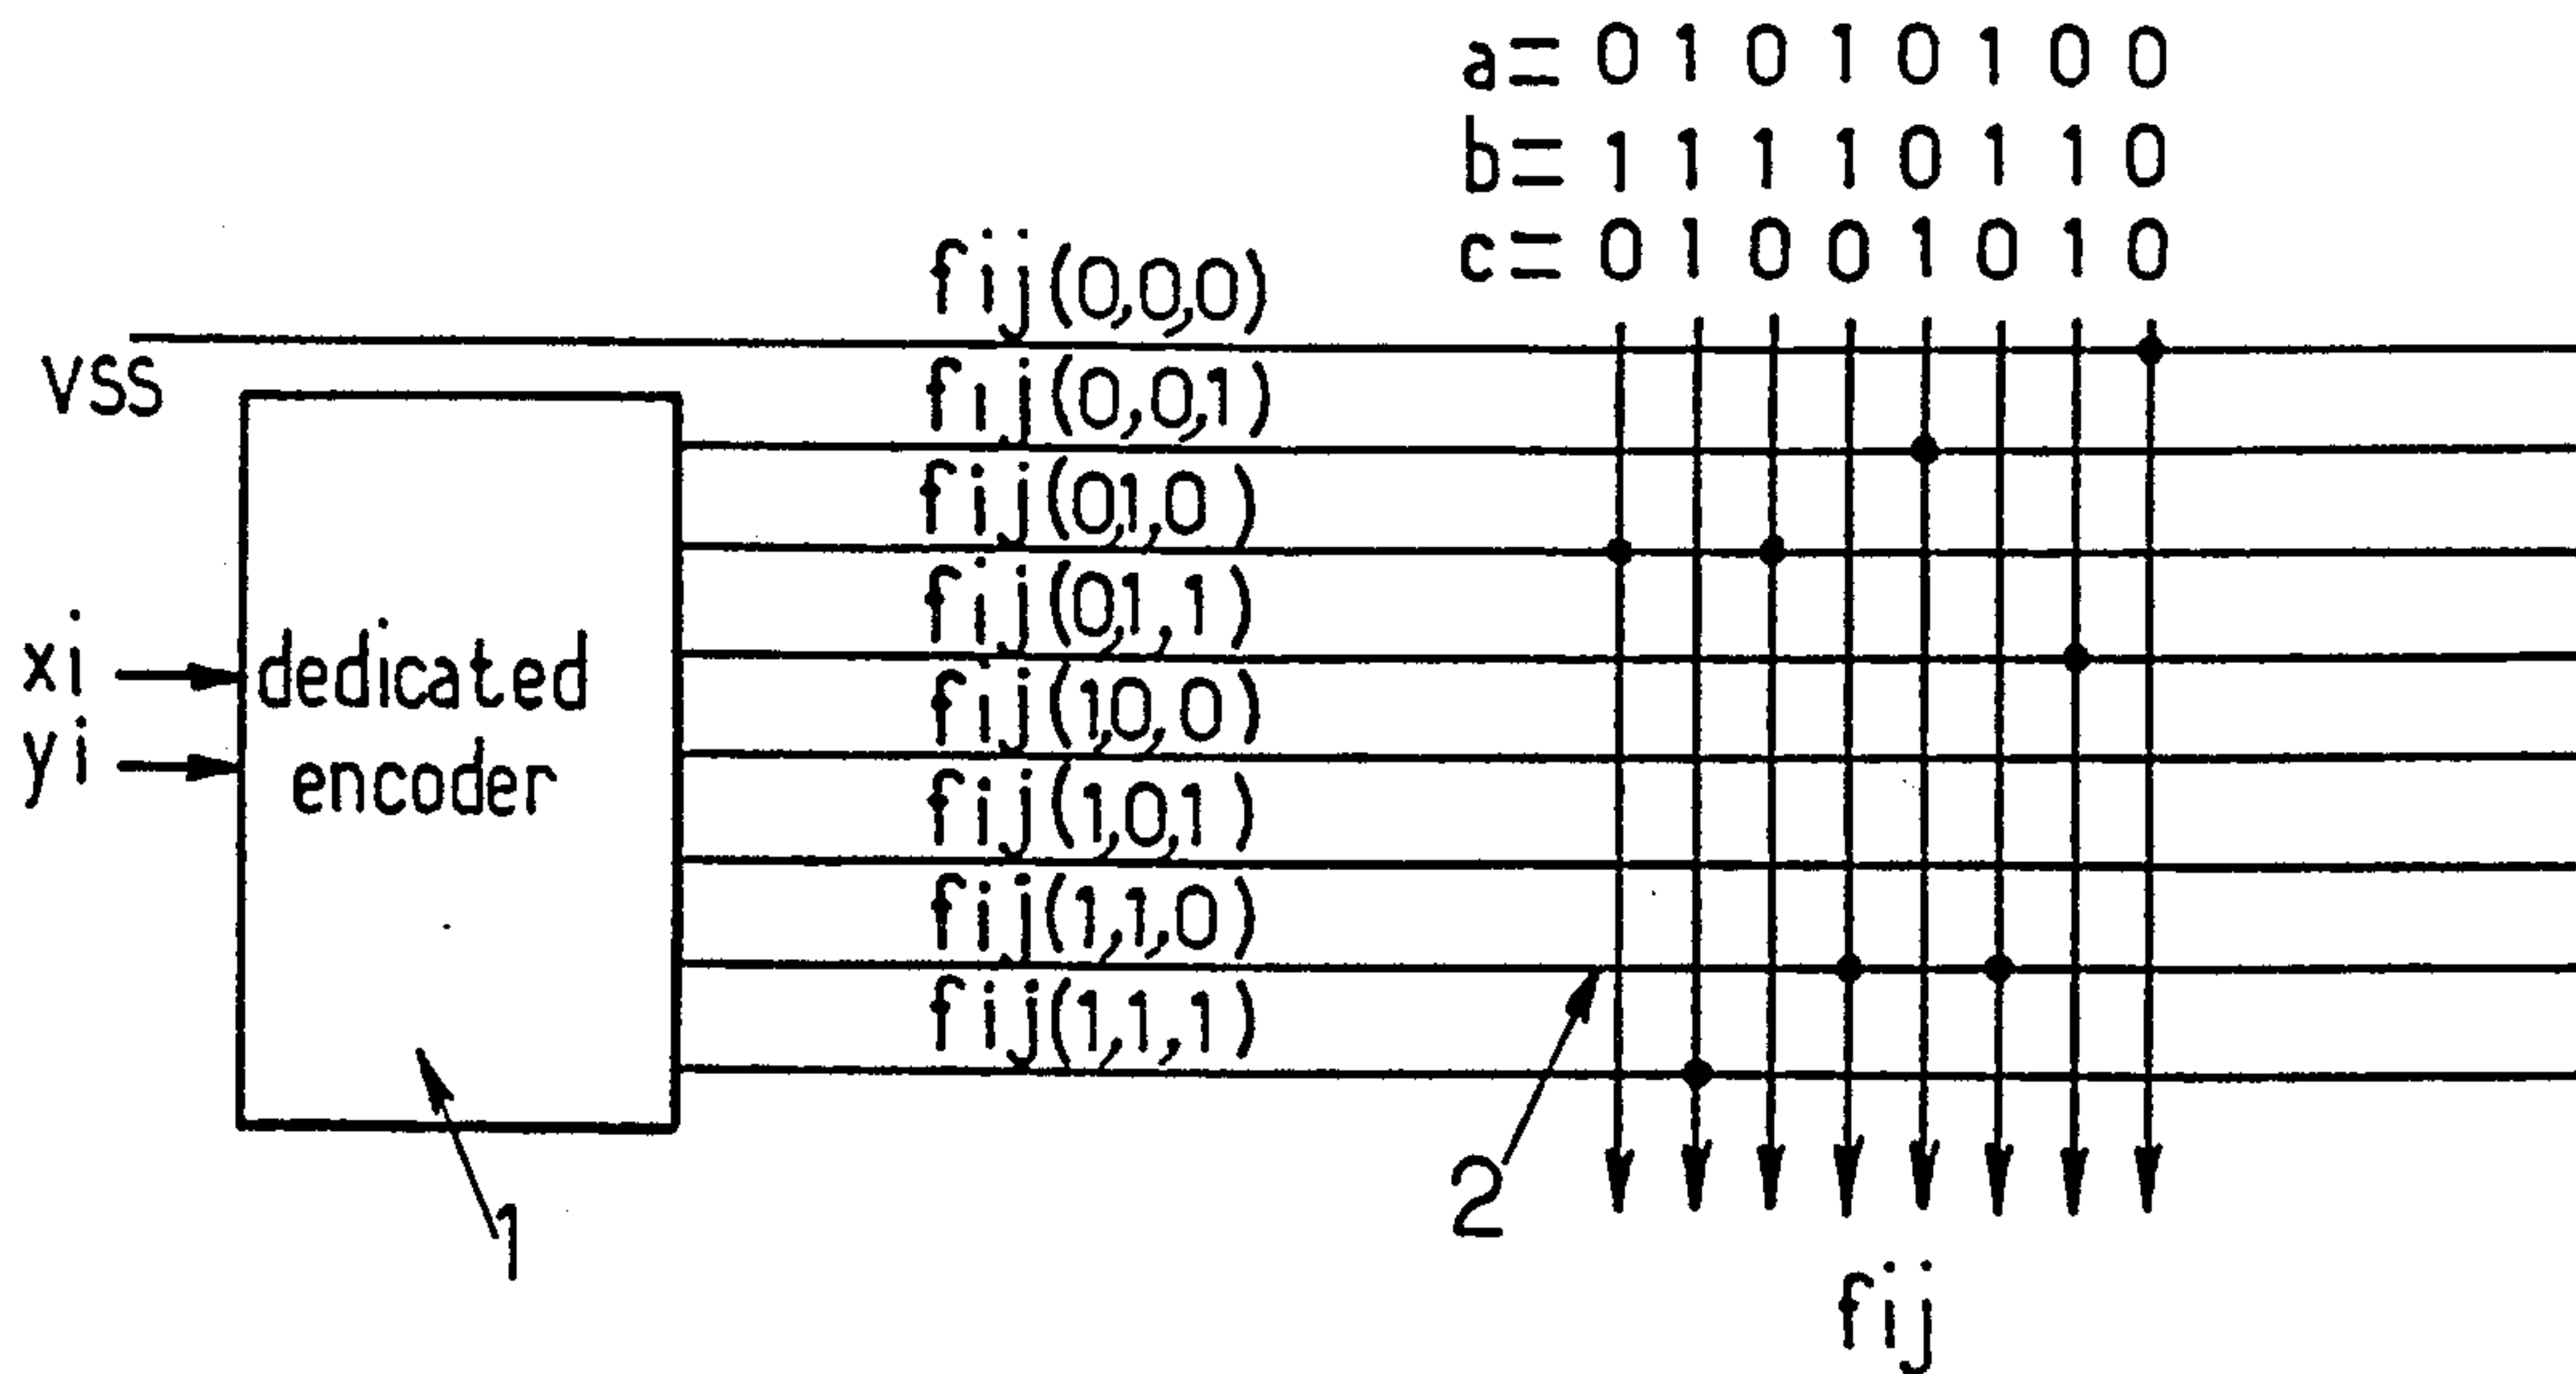 a= 0 1 0 1 0 1 0 0
b= 1 1 1 1 0 1 1 0
c= 0 1 0 0 1 0 1 0
fij(0,0,0)
VSS
fij(0,0,1)
fij(0,1,0)
fij(0,1,1)
xi
dedicated
fij(1,0,0)
yi
encoder
fij(1,0,1)
fij(1,1,0)
fij(1,1,1)
2
1
fij